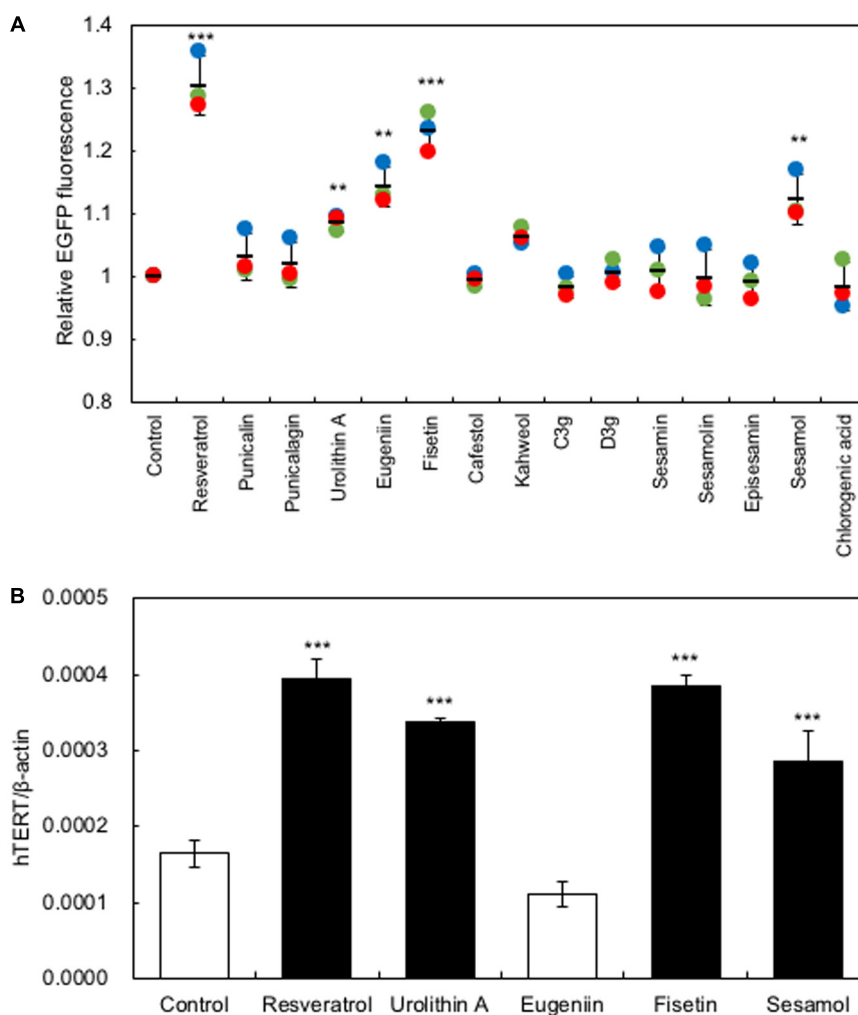 A
Relative EGFP fluorescence
1.4
1.3
1.2
1.1
1
0.9
0.8
***
**
**
***
**
Control
Resveratrol
Punicalin
Punicalagin
Urolithin A
Eugeniin
Fisetin
Cafestol
Kahweol
C3g
D3g
Sesamin
Sesamolin
Episesamin
Sesamol
Chlorogenic acid
B
hTERT/β-actin
0.0005
0.0004
0.0003
0.0002
0.0001
0.0000
***
***
***
***
Control
Resveratrol
Urolithin A
Eugeniin
Fisetin
Sesamol